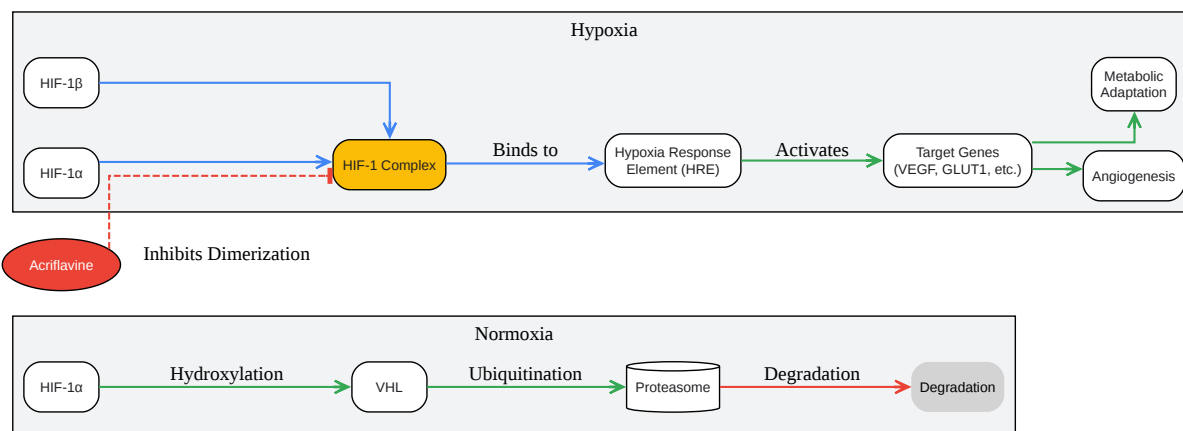 Hypoxia
HIF-1β
Metabolic
Adaptation
HIF-1α
HIF-1 Complex
Binds to
Hypoxia Response
Element (HRE)
Activates
Target Genes
(VEGF, GLUT1, etc.)
Angiogenesis
Acriflavine
Inhibits Dimerization
Normoxia
HIF-1α
Hydroxylation
VHL
Ubiquitination
Proteasome
Degradation
Degradation